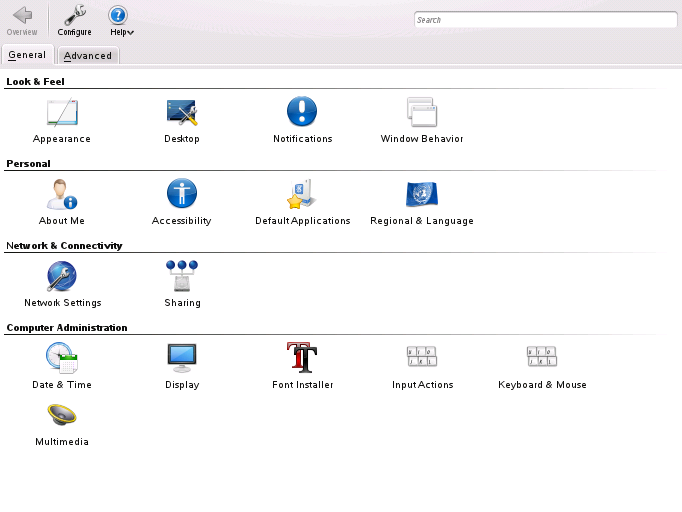 Overview Configure Help
Search
General Advanced
Look & Feel
Appearance Desktop Notifications Window Behavior
Personal
About Me Accessibility Default Applications Regional & Language
Network & Connectivity
Network Settings Sharing
Computer Administration
Date & Time Display Font Installer Input Actions Keyboard & Mouse
Multimedia